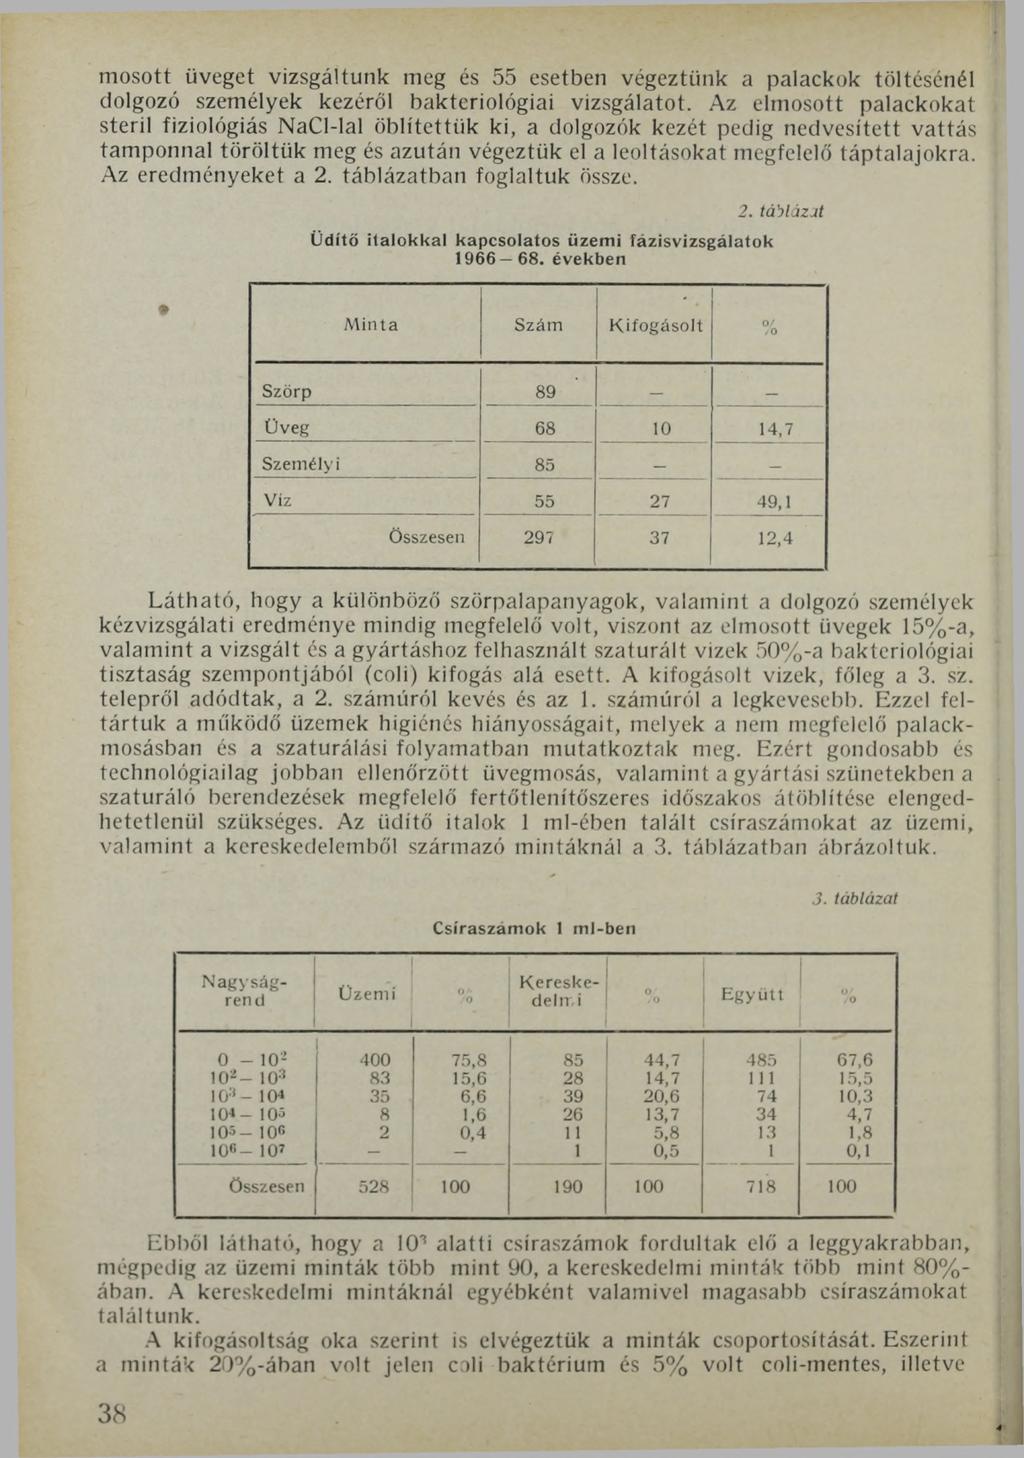 mosott üveget vizsgáltunk meg és 55 esetben végeztünk a palackok töltésénél
dolgozó személyek kezéről bakteriológiai vizsgálatot. Az elmosott palackokat
steril fiziológiás NaCl-lal öblítettük ki, a dolgozók kezét pedig nedvesített vattás
tamponnal töröltük meg és azután végeztük el a leoltásokat megfelelő táptalajokra.
Az eredményeket a 2. táblázatban foglaltuk össze.
2. táblázat
Üdítő italokkal kapcsolatos üzemi fázisvizsgálatok
1966—68. években
Minta Szám Kifogásolt %
Szörp 89 — —
Üveg 68 10 14,7
Személyi 85 — —
Víz 55 27 49,1
Összesen 297 37 12,4
Látható, hogy a különböző szörpalapanyagok, valamint a dolgozó személyek
kézvizsgálati eredménye mindig megfelelő volt, viszont az elmosott üvegek 15%-a,
valamint a vizsgált és a gyártáshoz felhasznált szaturált vizek 50%-a bakteriológiai
tisztaság szempontjából (coli) kifogás alá esett. A kifogásolt vizek, főleg a 3. sz.
telepről adódtak, a 2. számúról kevés és az 1. számúról a legkevesebb. Ezzel fel-
tártuk a működő üzemek higiénés hiányosságait, melyek a nem megfelelő palack-
mosásban és a szaturálási folyamatban mutatkoztak meg. Ezért gondosabb és
technológiailag jobban ellenőrzött üvegmosás, valamint a gyártási szünetekben a
szaturáló berendezések megfelelő fertőtlenítőszeres időszakos átöblítése elenged-
hetetlenül szükséges. Az üdítő italok 1 ml-ében talált csíraszámokat az üzemi,
valamint a kereskedelemből származó mintáknál a 3. táblázatban ábrázoltuk.
3. táblázat
Csíraszámok 1 ml-ben
Nagyság-
rend Üzemi % Kereske-
delmi % Együtt %
0 — 10² 400 75,8 85 44,7 485 67,6
10²— 10³ 83 15,6 28 14,7 111 15,5
10³— 10⁴ 35 6,6 39 20,6 74 10,3
10⁴— 10⁵ 8 1,6 26 13,7 34 4,7
10⁵— 10⁶ 2 0,4 11 5,8 13 1,8
10⁶— 10⁷ — — 1 0,5 1 0,1
Összesen 528 100 190 100 718 100
Ebből látható, hogy a 10³ alatti csíraszámok fordultak elő a leggyakrabban,
mégpedig az üzemi minták több mint 90, a kereskedelmi minták több mint 80%-
ában. A kereskedelmi mintáknál egyébként valamivel magasabb csíraszámokat
találtunk.
A kifogásoltság oka szerint is elvégeztük a minták csoportosítását. Eszerint
a minták 20%-ában volt jelen coli baktérium és 5% volt coli-mentes, illetve
38